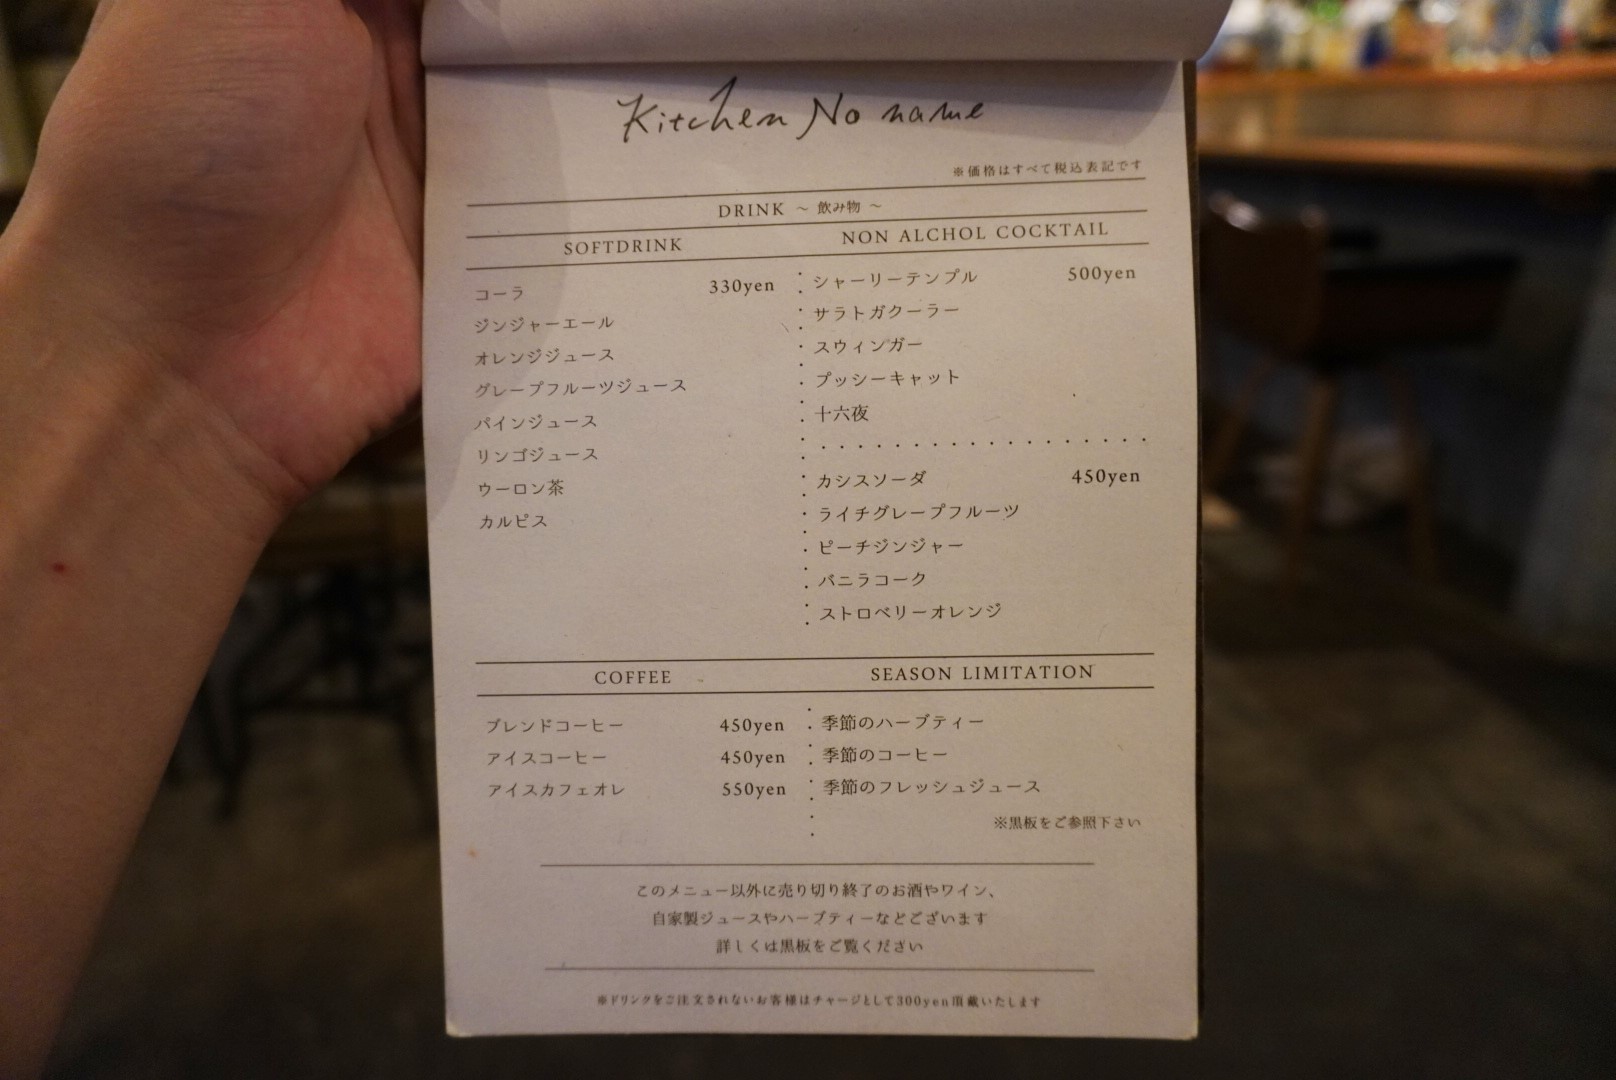 Kitchen No name
※価格はすべて税込表記です
DRINK ～ 飲み物 ～
SOFTDRINK
コーラ 330yen
ジンジャーエール
オレンジジュース
グレープフルーツジュース
パインジュース
リンゴジュース
ウーロン茶
カルピス
NON ALCHOL COCKTAIL
シャーリーテンプル 500yen
サラトガクーラー
スウィンガー
プッシーキャット
十六夜
カシスソーダ 450yen
ライチグレープフルーツ
ピーチジンジャー
バニラコーク
ストロベリーオレンジ
COFFEE
ブレンドコーヒー 450yen
アイスコーヒー 450yen
アイスカフェオレ 550yen
SEASON LIMITATION
季節のハーブティー
季節のコーヒー
季節のフレッシュジュース
※黒板をご参照下さい
このメニュー以外に売り切り終了のお酒やワイン、
自家製ジュースやハーブティーなどございます
詳しくは黒板をご覧ください
※ドリンクをご注文されないお客様はチャージとして300yen頂戴いたします